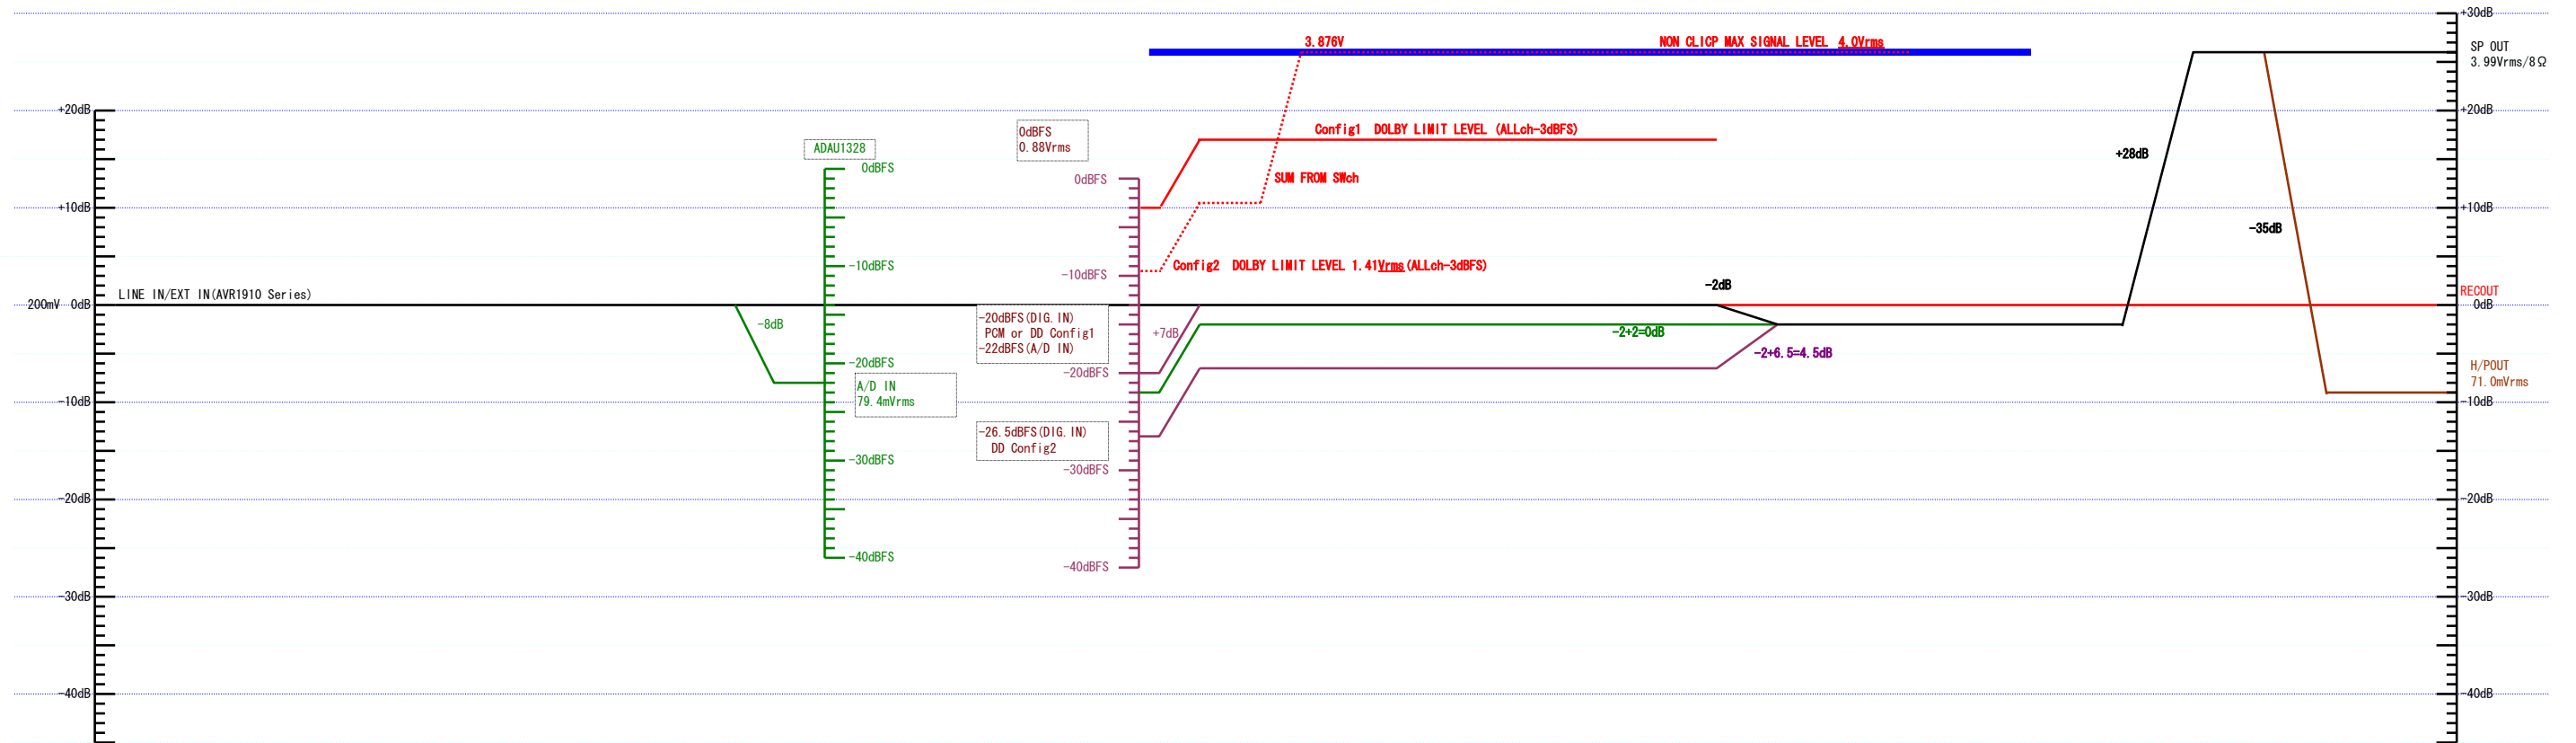 +30dB
3.876V
NON CLICP MAX SIGNAL LEVEL 4.0Vrms
SP OUT
3.99Vrms/8Ω
+20dB
+20dB
0dBFS
0.88Vrms
Config1 DOLBY LIMIT LEVEL (ALLch-3dBFS)
ADAU1328
+28dB
0dBFS
0dBFS
SUM FROM SWch
+10dB
+10dB
-35dB
-10dBFS
-10dBFS
Config2 DOLBY LIMIT LEVEL 1.41Vrms(ALLch-3dBFS)
-2dB
RECOUT
LINE IN/EXT IN(AVR1910 Series)
200mV 0dB
0dB
-8dB
-20dBFS(DIG.IN)
PCM or DD Config1
-22dBFS(A/D IN)
+7dB
-2+2=0dB
-2+6.5=4.5dB
-20dBFS
-20dBFS
H/POUT
71.0mVrms
A/D IN
79.4mVrms
-10dB
-10dB
-26.5dBFS(DIG.IN)
DD Config2
-30dBFS
-30dBFS
-20dB
-20dB
-40dBFS
-40dBFS
-30dB
-30dB
-40dB
-40dB